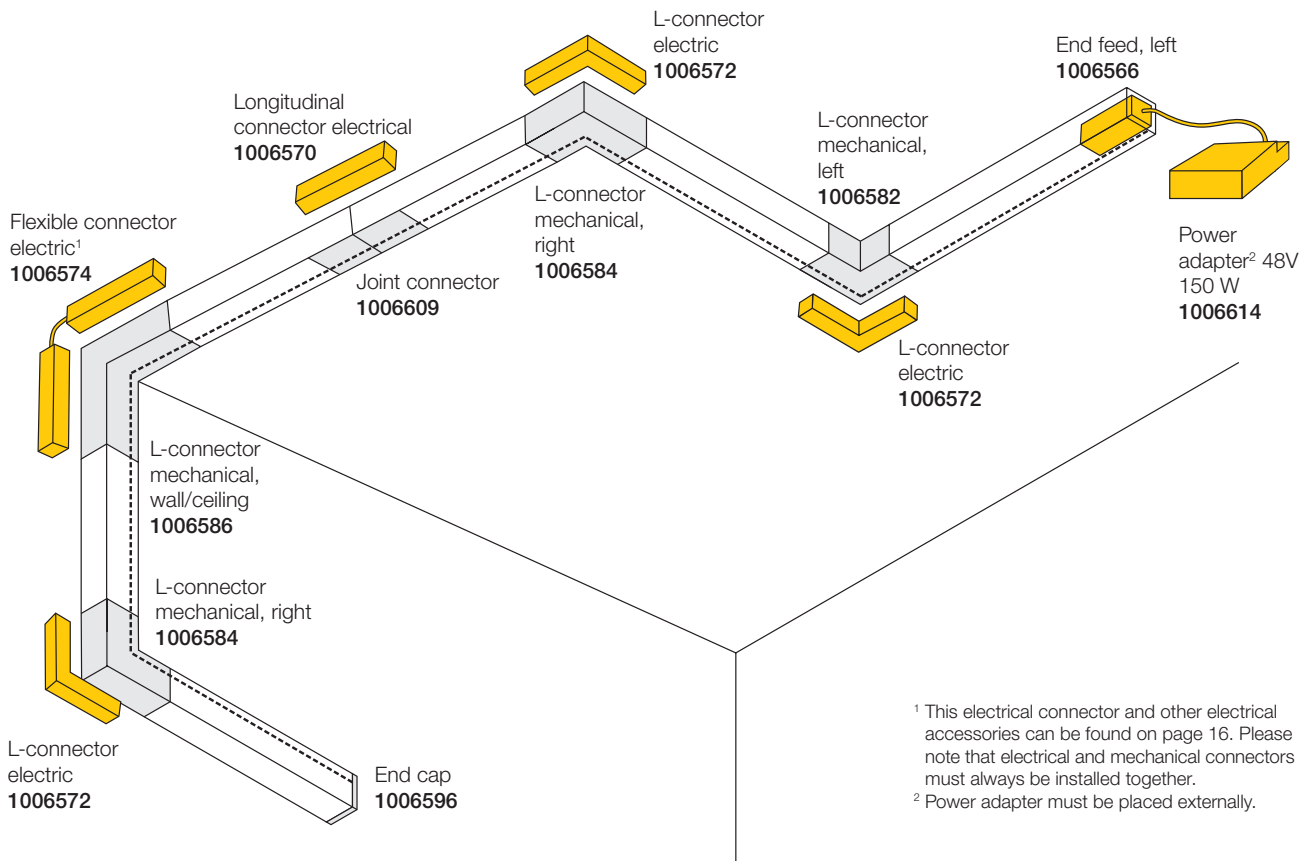 L-connector
electric
1006572
End feed, left
1006566
Longitudinal
connector electrical
1006570
L-connector
mechanical,
left
1006582
Flexible connector
electric¹
1006574
L-connector
mechanical,
right
1006584
Power
adapter² 48V
150 W
1006614
Joint connector
1006609
L-connector
electric
1006572
L-connector
mechanical,
wall/ceiling
1006586
L-connector
mechanical, right
1006584
L-connector
electric
1006572
End cap
1006596
¹ This electrical connector and other electrical
accessories can be found on page 16. Please
note that electrical and mechanical connectors
must always be installed together.
² Power adapter must be placed externally.